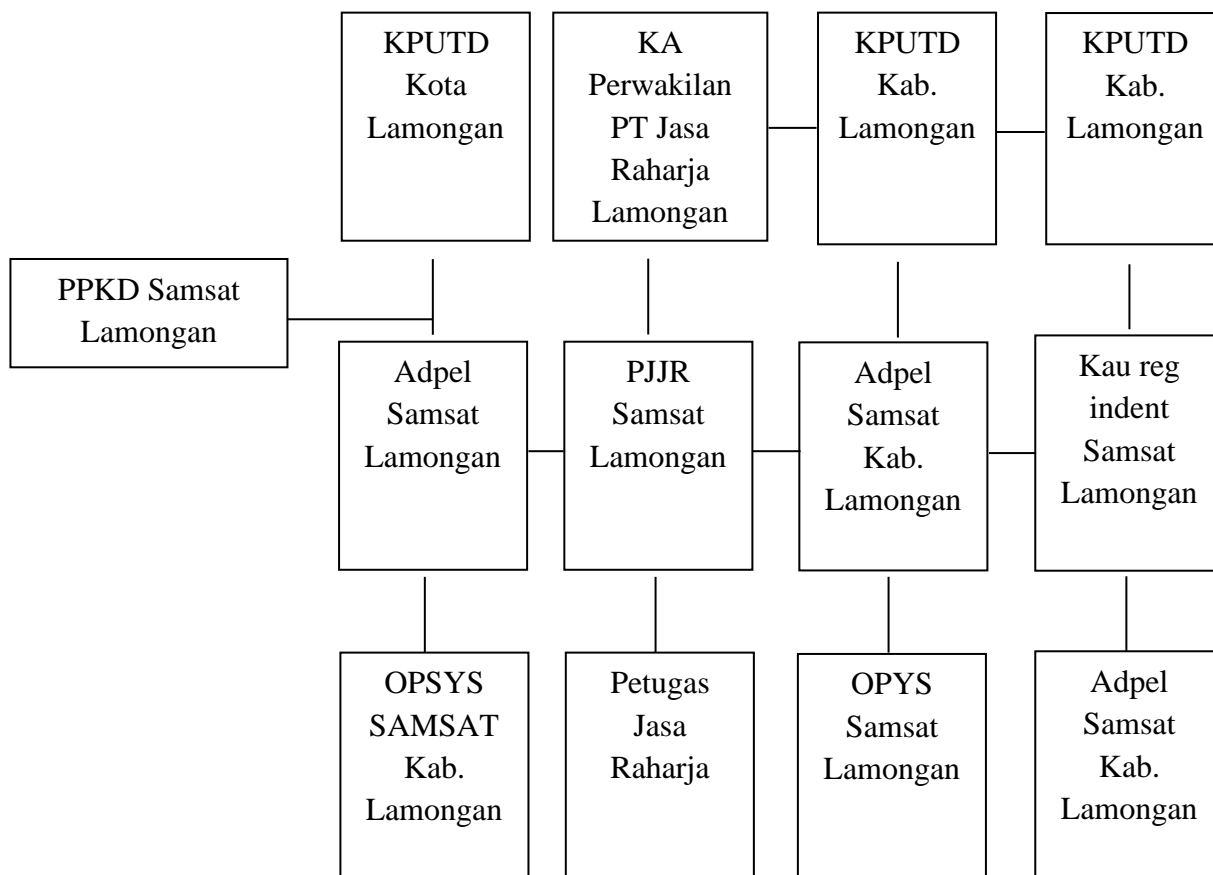 KPUTD
Kota
Lamongan
KA
Perwakilan
PT Jasa
Raharja
Lamongan
KPUTD
Kab.
Lamongan
KPUTD
Kab.
Lamongan
PPKD Samsat
Lamongan
Adpel
Samsat
Lamongan
PJJR
Samsat
Lamongan
Adpel
Samsat
Kab.
Lamongan
Kau reg
indent
Samsat
Lamongan
OPSYS
SAMSAT
Kab.
Lamongan
Petugas
Jasa
Raharja
OPYS
Samsat
Lamongan
Adpel
Samsat
Kab.
Lamongan